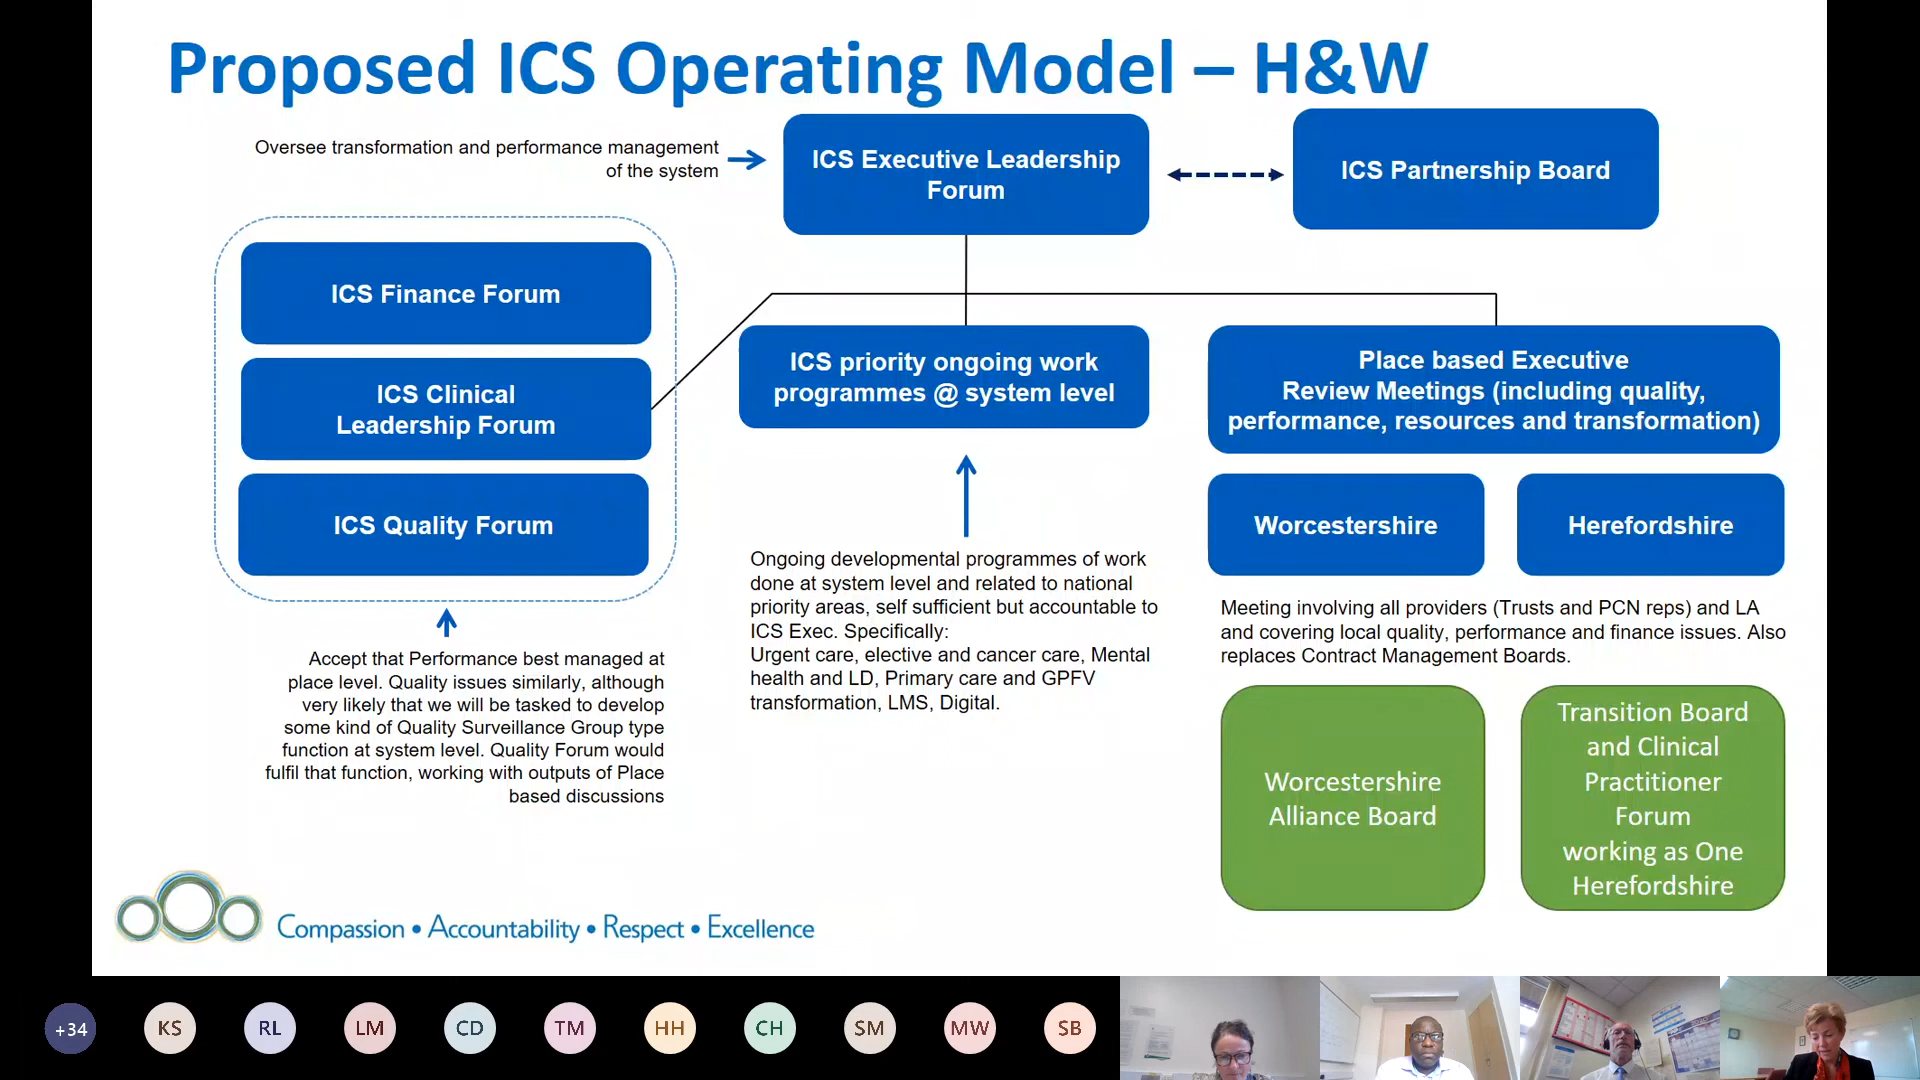 Proposed ICS Operating Model – H&W
Oversee transformation and performance management
of the system
ICS Executive Leadership
Forum
ICS Partnership Board
ICS Finance Forum
ICS Clinical
Leadership Forum
ICS Quality Forum
ICS priority ongoing work
programmes @ system level
Place based Executive
Review Meetings (including quality,
performance, resources and transformation)
Worcestershire
Herefordshire
Accept that Performance best managed at
place level. Quality issues similarly, although
very likely that we will be tasked to develop
some kind of Quality Surveillance Group type
function at system level. Quality Forum would
fulfil that function, working with outputs of Place
based discussions
Ongoing developmental programmes of work
done at system level and related to national
priority areas, self sufficient but accountable to
ICS Exec. Specifically:
Urgent care, elective and cancer care, Mental
health and LD, Primary care and GPFV
transformation, LMS, Digital.
Meeting involving all providers (Trusts and PCN reps) and LA
and covering local quality, performance and finance issues. Also
replaces Contract Management Boards.
Worcestershire
Alliance Board
Transition Board
and Clinical
Practitioner
Forum
working as One
Herefordshire
Compassion • Accountability • Respect • Excellence
+34
KS
RL
LM
CD
TM
HH
CH
SM
MW
SB